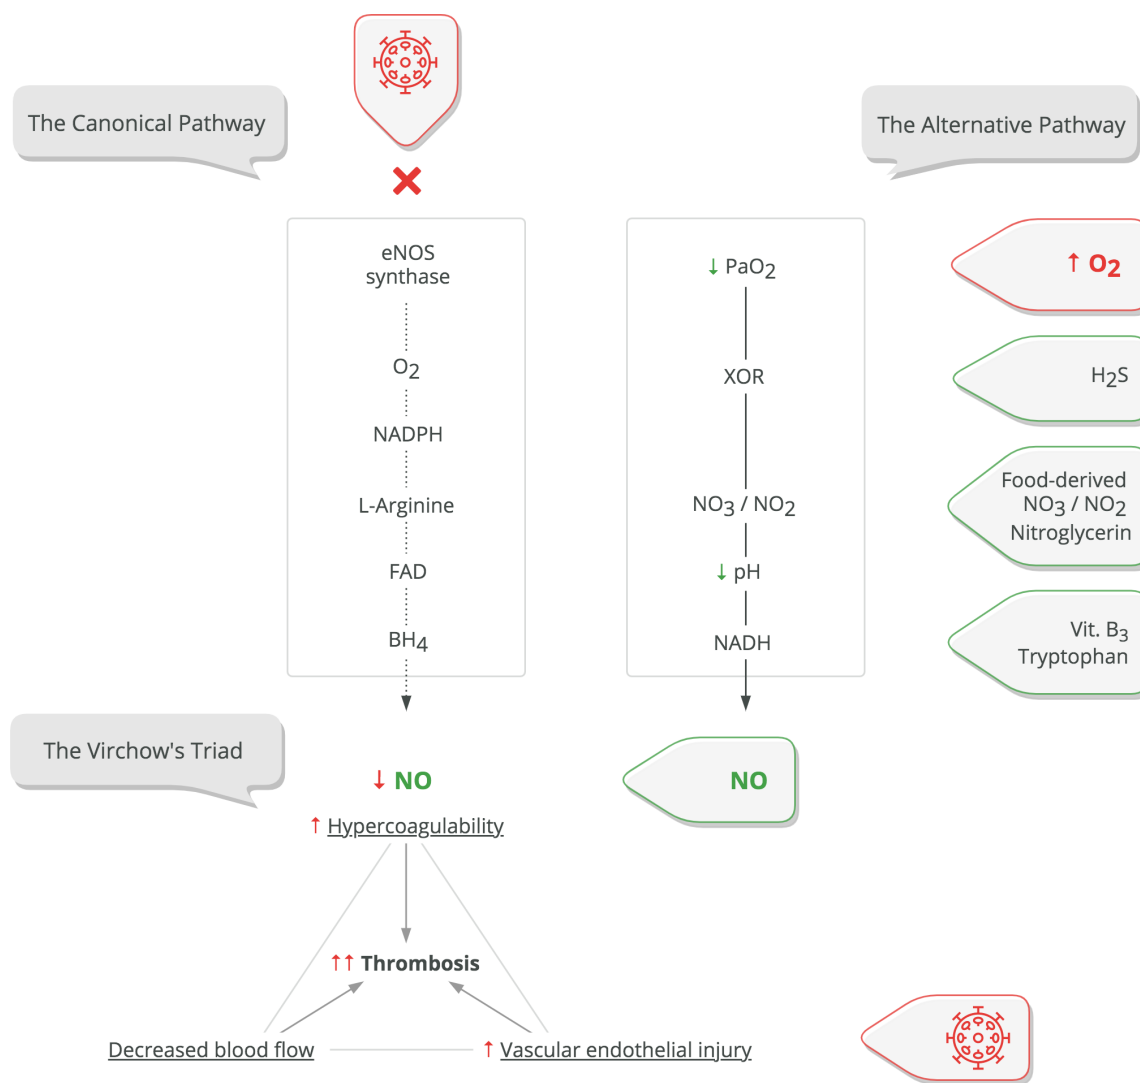 The Canonical Pathway
The Alternative Pathway
eNOS
synthase
O2
NADPH
L-Arginine
FAD
BH4
↓ PaO2
XOR
NO3 / NO2
↓ pH
NADH
↑ O2
H2S
Food-derived
NO3 / NO2
Nitroglycerin
Vit. B3
Tryptophan
The Virchow's Triad
↓ NO
NO
↑ Hypercoagulability
↑↑ Thrombosis
Decreased blood flow
↑ Vascular endothelial injury